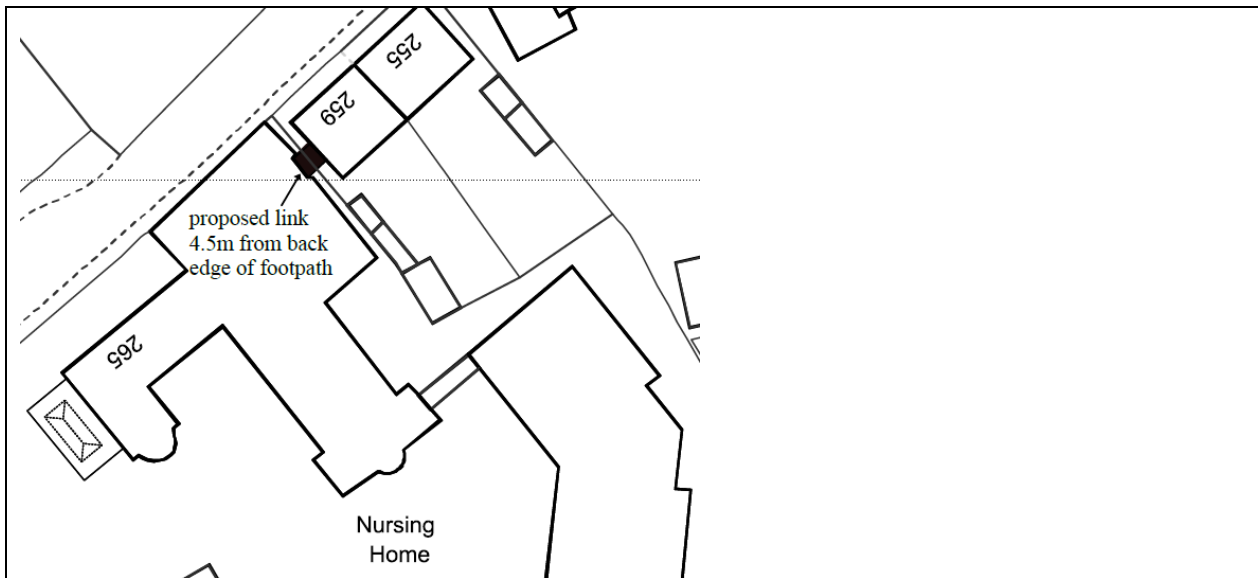 255
259
proposed link
4.5m from back
edge of footpath
265
Nursing
Home